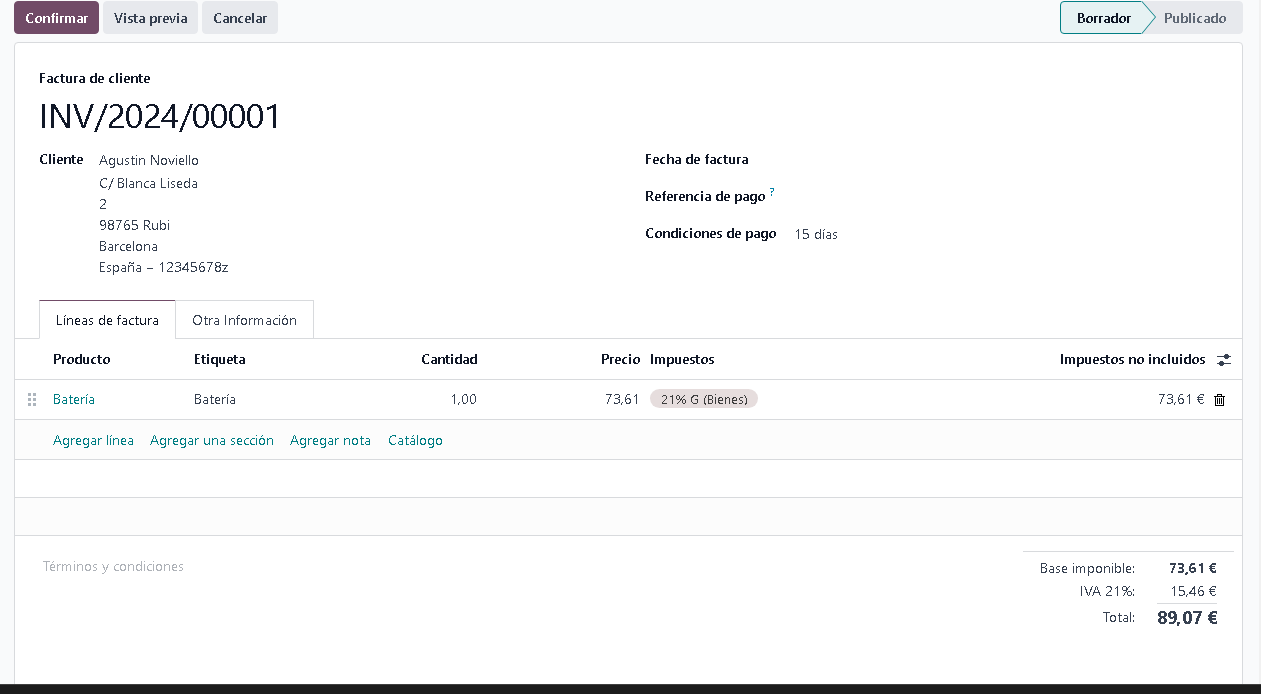 Confirmar Vista previa Cancelar Borrador Publicado
Factura de cliente
INV/2024/00001
Cliente Agustin Noviello
C/ Blanca Liseda
2
98765 Rubi
Barcelona
España – 12345678z
Fecha de factura
Referencia de pago ?
Condiciones de pago 15 días
Líneas de factura Otra Información
Producto Etiqueta Cantidad Precio Impuestos Impuestos no incluidos
Batería Batería 1,00 73,61 21% G (Bienes) 73,61 €
Agregar línea Agregar una sección Agregar nota Catálogo
Términos y condiciones
Base imponible: 73,61 €
IVA 21%: 15,46 €
Total: 89,07 €